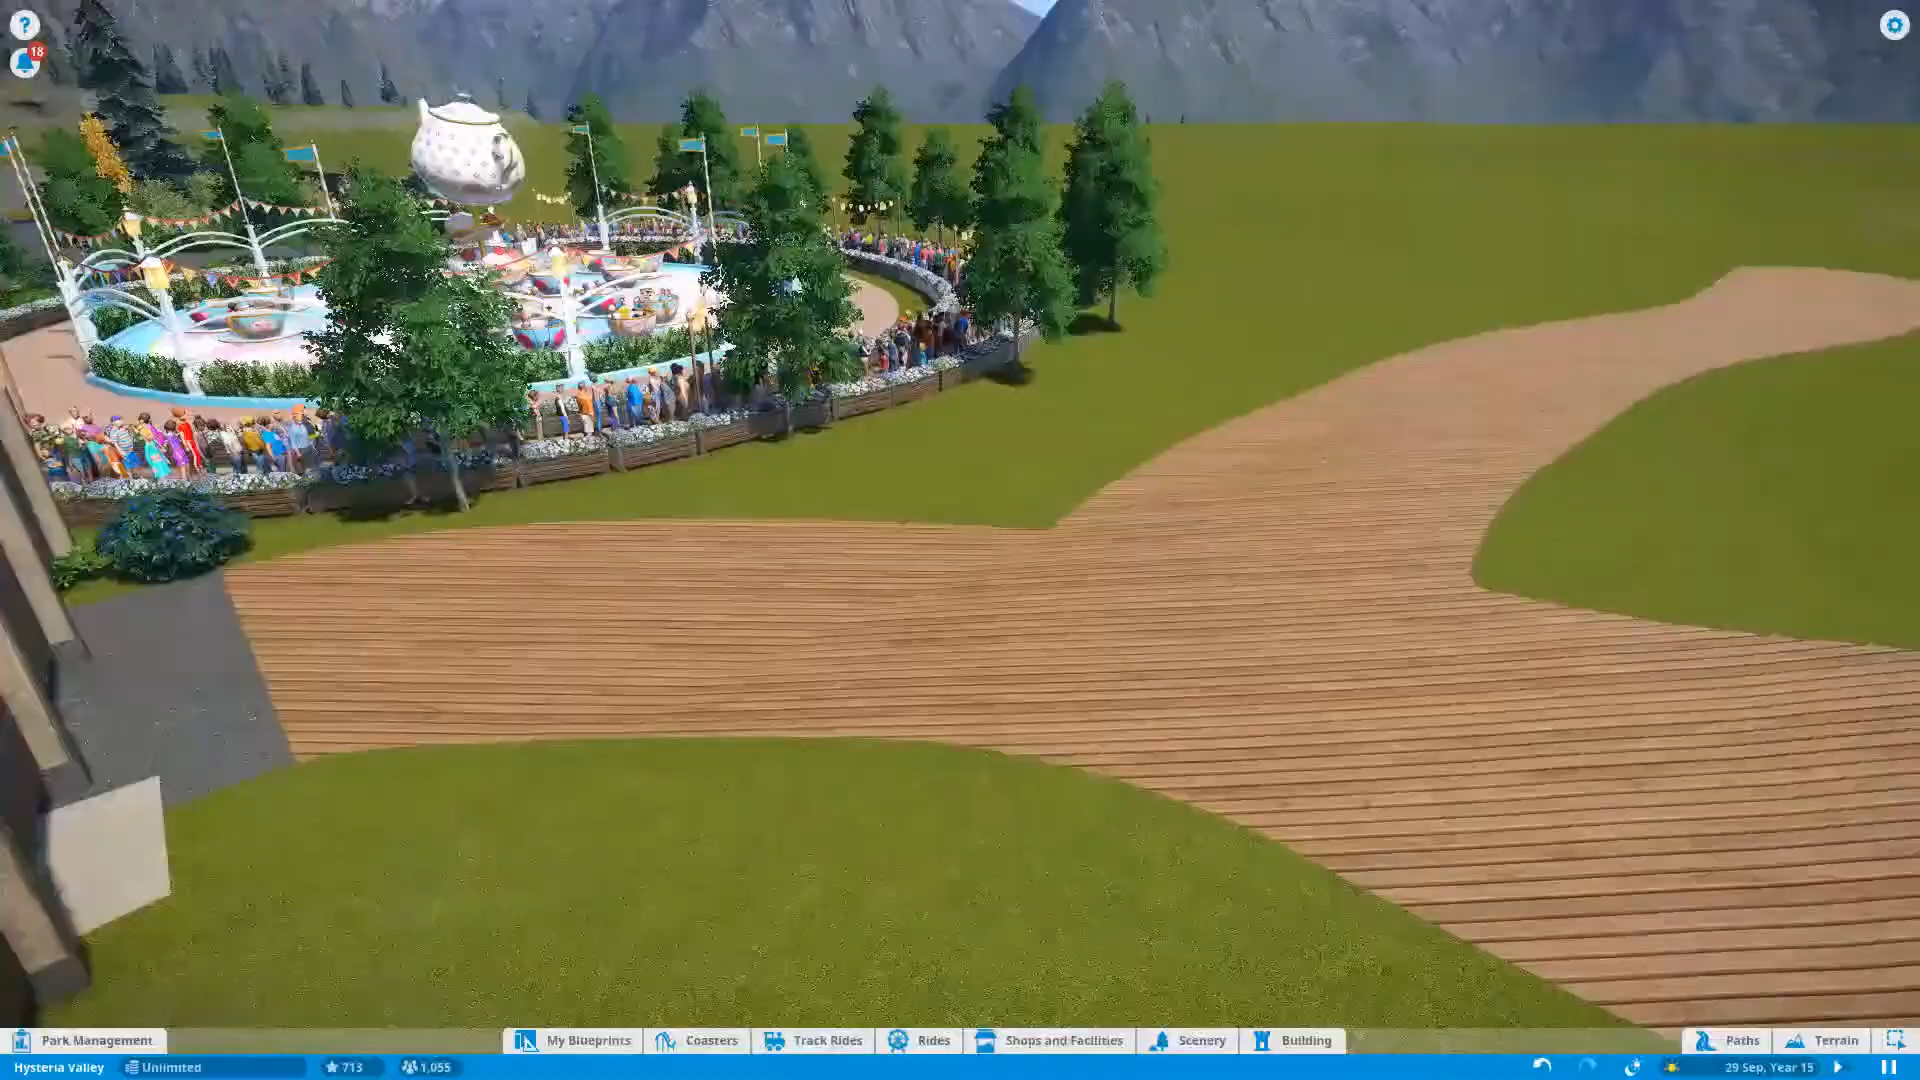 ?
18
Park Management
My Blueprints
Coasters
Track Rides
Rides
Shops and Facilities
Scenery
Building
Paths
Terrain
Hysteria Valley
Unlimited
713
1,055
29 Sep, Year 15